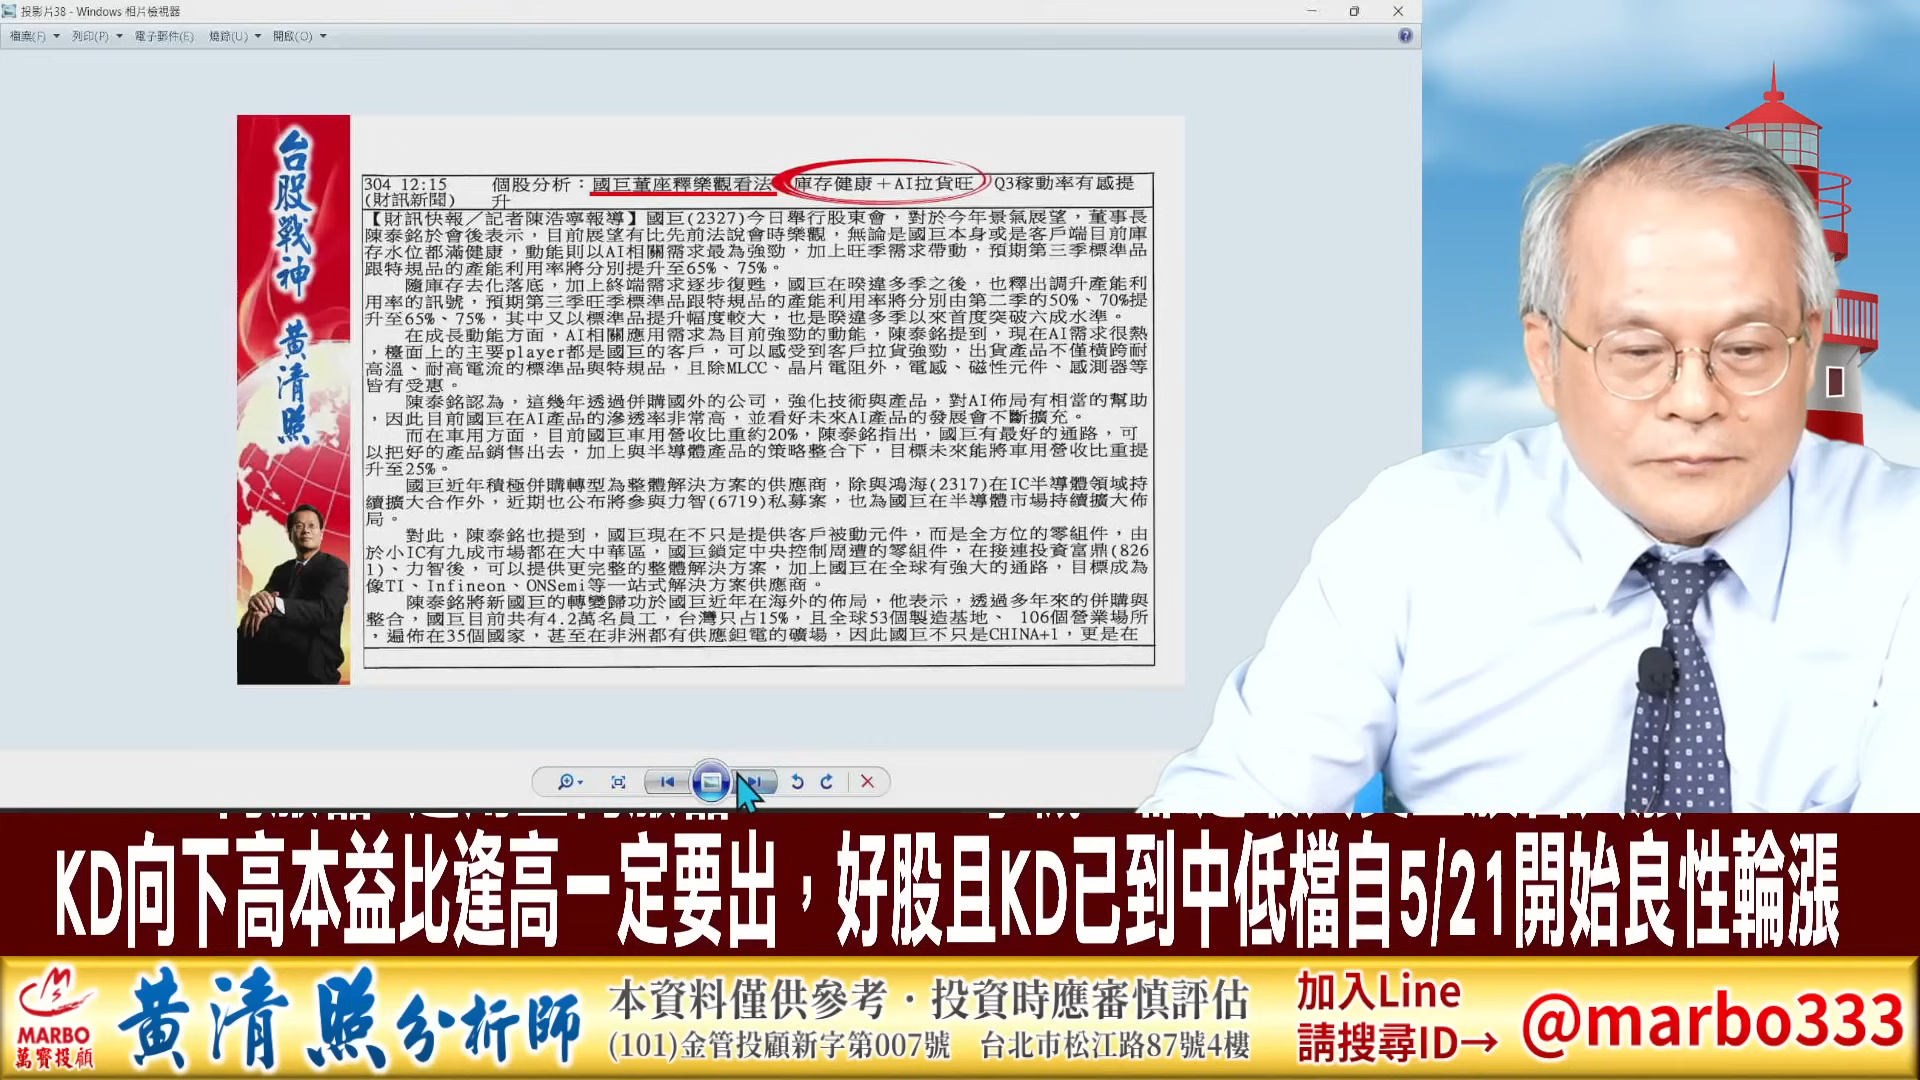 投影片38 - Windows 相片檢視器
檔案(F) 列印(P) 電子郵件(E) 燒錄(U) 開啟(O)
台股戰神 黃清照
304 12:15 個股分析：國巨董座釋樂觀看法 庫存健康＋AI拉貨旺 Q3稼動率有感提
(財訊新聞) 升
【財訊快報／記者陳浩寧報導】國巨(2327)今日舉行股東會，對於今年景氣展望，董事長
陳泰銘於會後表示，目前展望有比先前法說會時樂觀，無論是國巨本身或是客戶端目前庫
存水位都滿健康，動能則以AI相關需求最為強勁，加上旺季需求帶動，預期第三季標準品
跟特規品的產能利用率將分別提升至65%、75%。
隨庫存去化落底，加上終端需求逐步復甦，國巨在暌違多季之後，也釋出調升產能利
用率的訊號，預期第三季旺季標準品跟特規品的產能利用率將分別由第二季的50%、70%提
升至65%、75%，其中又以標準品提升幅度較大，也是暌違多季以來首度突破六成水準。
在成長動能方面，AI相關應用需求為目前強勁的動能，陳泰銘提到，現在AI需求很熱
，檯面上的主要player都是國巨的客戶，可以感受到客戶拉貨強勁，出貨產品不僅橫跨耐
高溫、耐高電流的標準品與特規品，且除MLCC、晶片電阻外，電感、磁性元件、感測器等
皆有受惠。
陳泰銘認為，這幾年透過併購國外的公司，強化技術與產品，對AI佈局有相當的幫助
，因此目前國巨在AI產品的滲透率非常高，並看好未來AI產品的發展會不斷擴充。
而在車用方面，目前國巨車用營收比重約20%，陳泰銘指出，國巨有最好的通路，可
以把好的產品銷售出去，加上與半導體產品的策略整合下，目標未來能將車用營收比重提
升至25%。
國巨近年積極併購轉型為整體解決方案的供應商，除與鴻海(2317)在IC半導體領域持
續擴大合作外，近期也公布將參與力智(6719)私募案，也為國巨在半導體市場持續擴大佈
局。
對此，陳泰銘也提到，國巨現在不只是提供客戶被動元件，而是全方位的零組件，由
於小IC有九成市場都在大中華區，國巨鎖定中央控制周遭的零組件，在接連投資富鼎(826
1)、力智後，可以提供更完整的整體解決方案，加上國巨在全球有強大的通路，目標成為
像TI、Infineon、ONSemi等一站式解決方案供應商。
陳泰銘將新國巨的轉變歸功於國巨近年在海外的佈局，他表示，透過多年來的併購與
整合，國巨目前共有4.2萬名員工，台灣只占15%，且全球53個製造基地、 106個營業場所
，遍佈在35個國家，甚至在非洲都有供應鉭電的礦場，因此國巨不只是CHINA+1，更是在
KD向下高本益比逢高一定要出，好股且KD已到中低檔自5/21開始良性輪漲
MARBO
萬寶投顧
黃清照分析師
本資料僅供參考．投資時應審慎評估
(101)金管投顧新字第007號 台北市松江路87號4樓
加入Line
請搜尋ID→ @marbo333